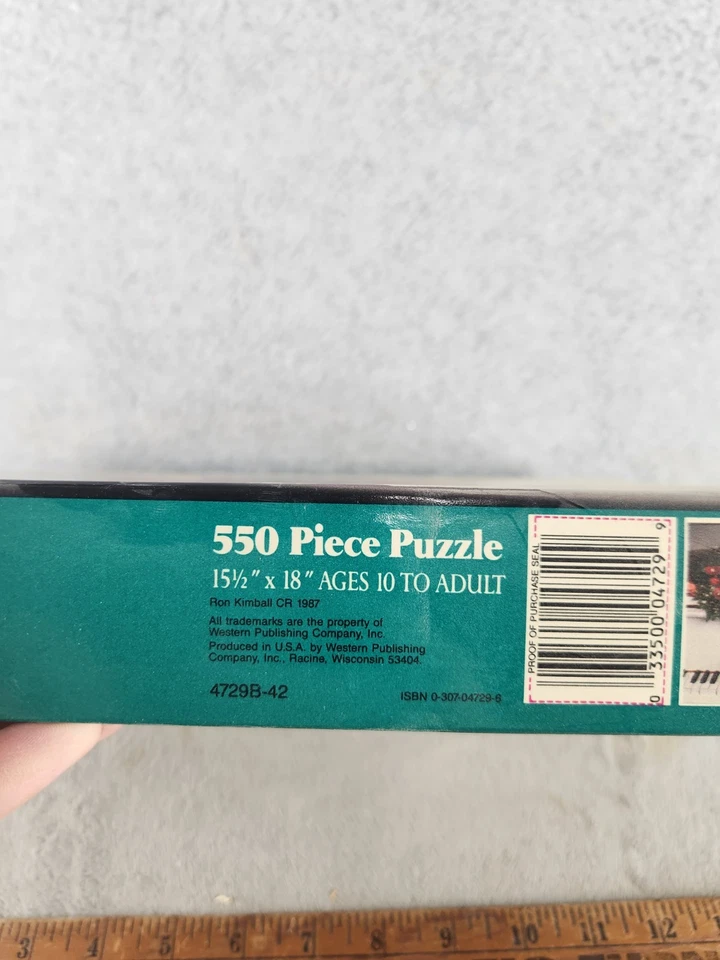 550 Piece Puzzle
15½" x 18" AGES 10 TO ADULT
Ron Kimball CR 1987
All trademarks are the property of
Western Publishing Company, Inc.
Produced in U.S.A. by Western Publishing
Company, Inc., Racine, Wisconsin 53404.
4729B-42
ISBN 0-307-04729-6
PROOF OF PURCHASE SEAL
0 33500 04729 9
3 4 5 6 7 8 9 10 11 12